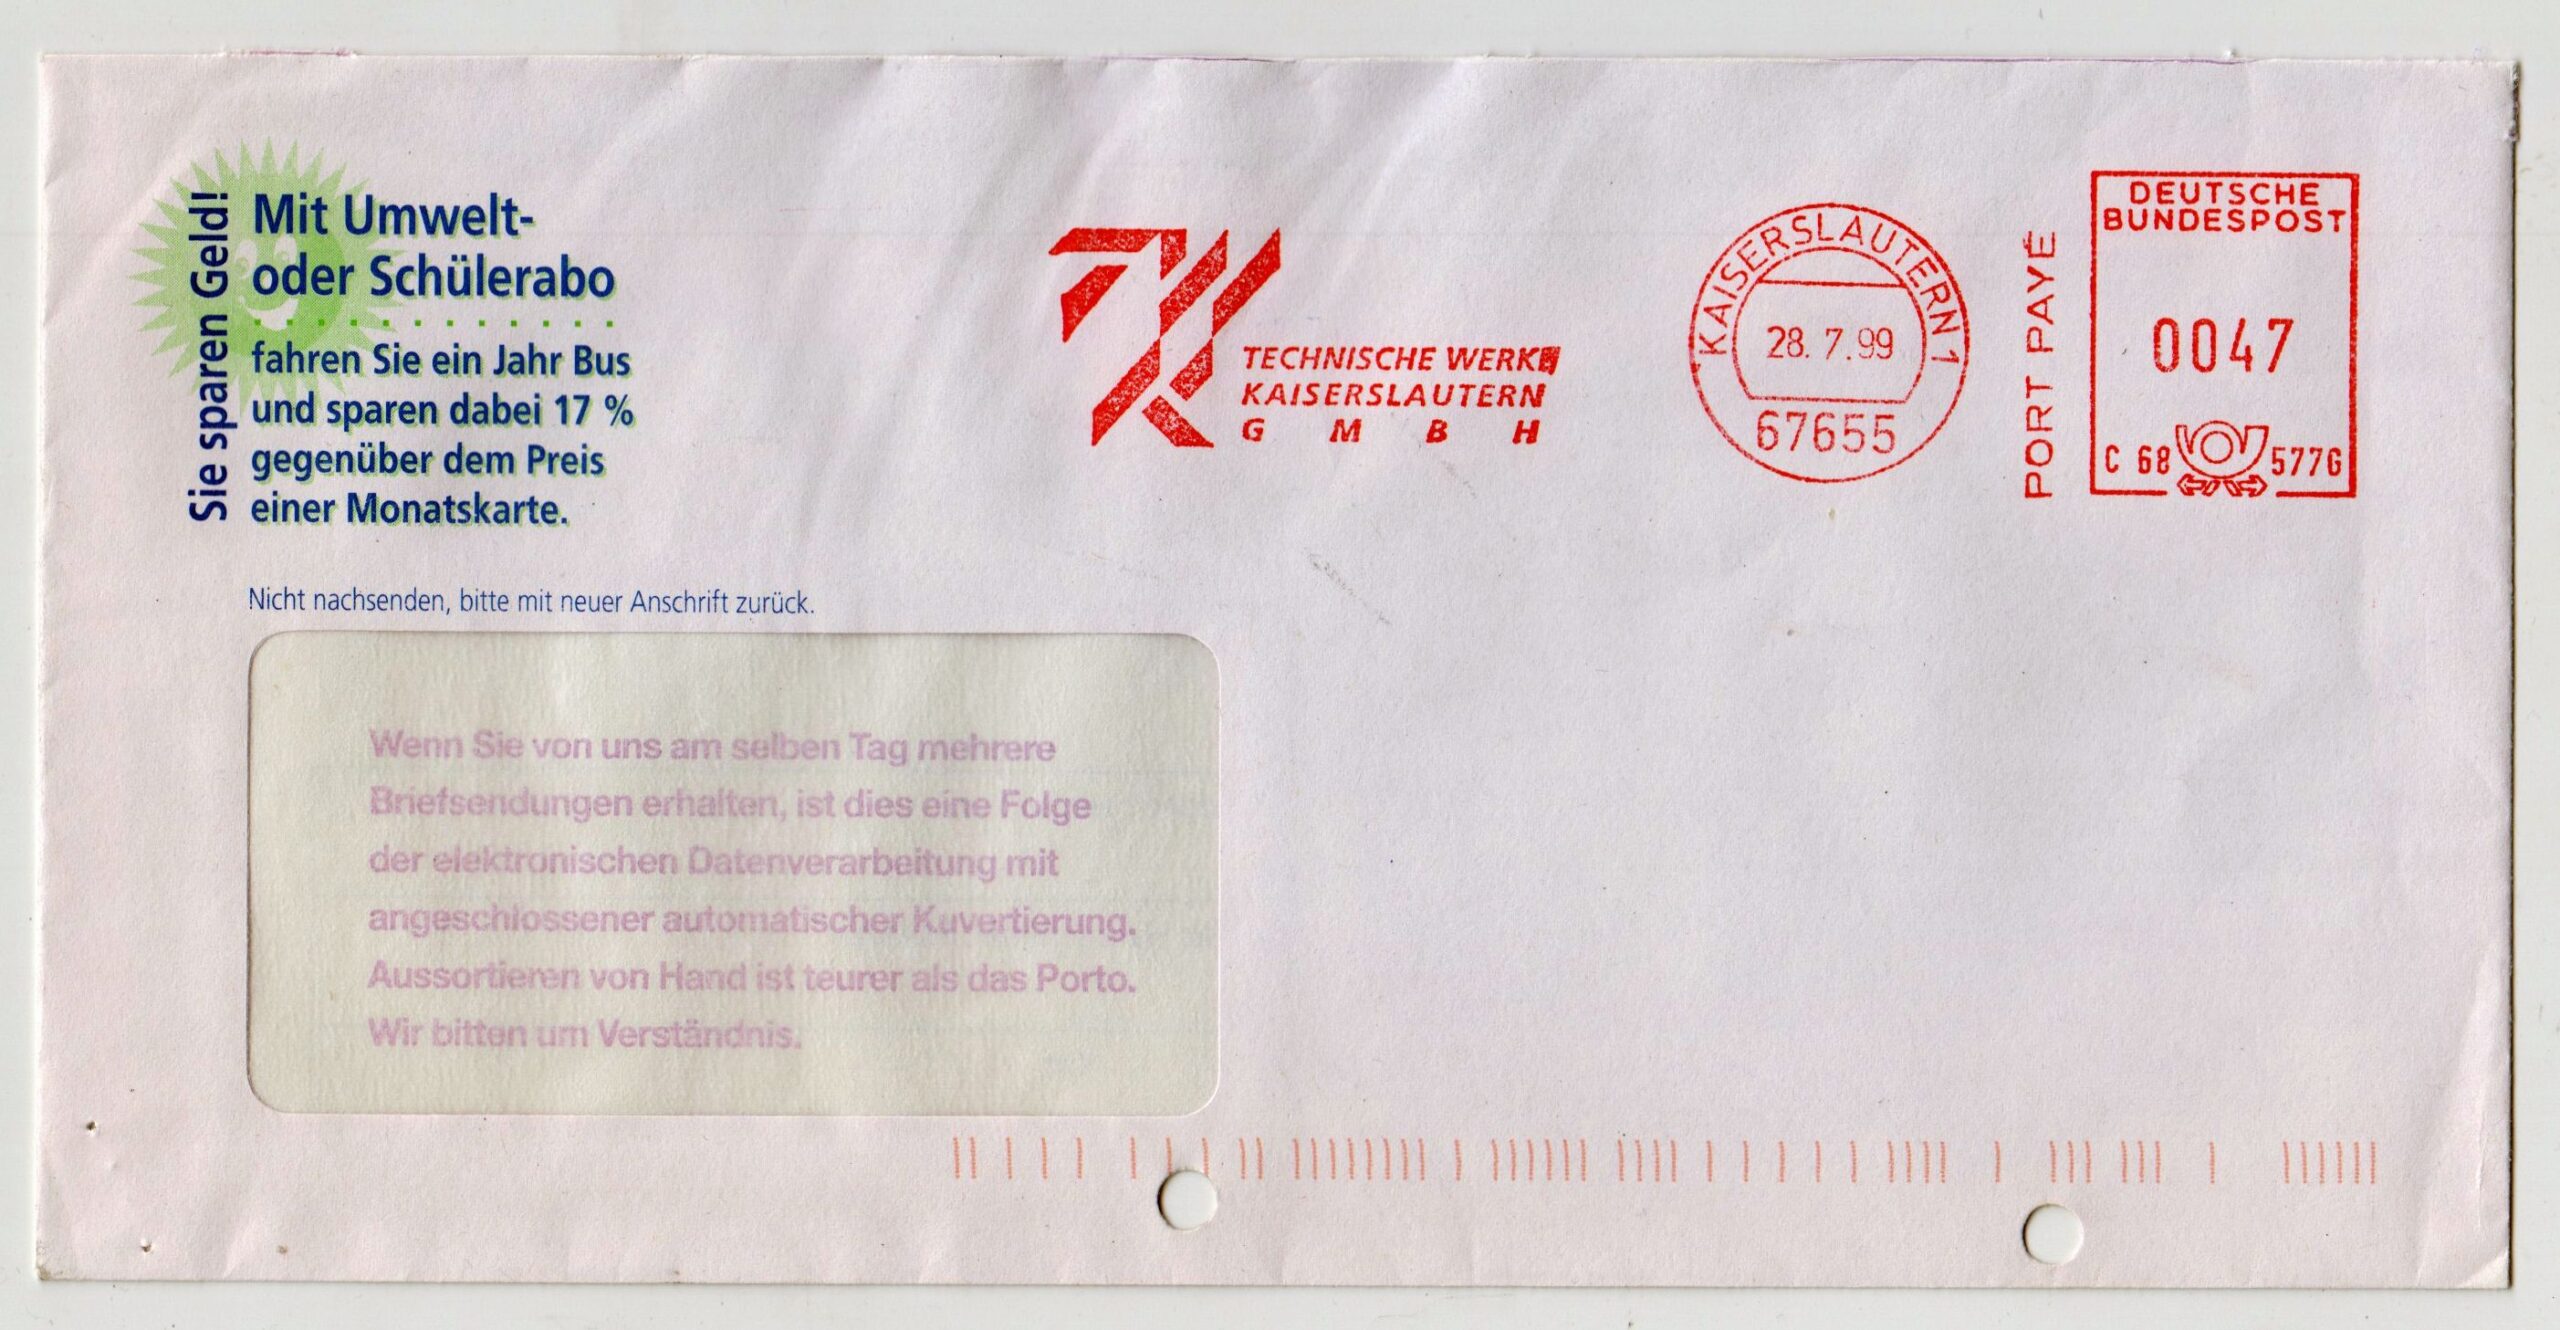 Sie sparen Geld!
Mit Umwelt-
oder Schülerabo
fahren Sie ein Jahr Bus
und sparen dabei 17 %
gegenüber dem Preis
einer Monatskarte.
TECHNISCHE WERKE
KAISERSLAUTERN
GMBH
KAISERSLAUTERN 1
28. 7. 99
67655
PORT PAYÉ
DEUTSCHE
BUNDESPOST
0047
C 68 577G
Nicht nachsenden, bitte mit neuer Anschrift zurück.
Wenn Sie von uns am selben Tag mehrere
Briefsendungen erhalten, ist dies eine Folge
der elektronischen Datenverarbeitung mit
angeschlossener automatischer Kuvertierung.
Aussortieren von Hand ist teurer als das Porto.
Wir bitten um Verständnis.